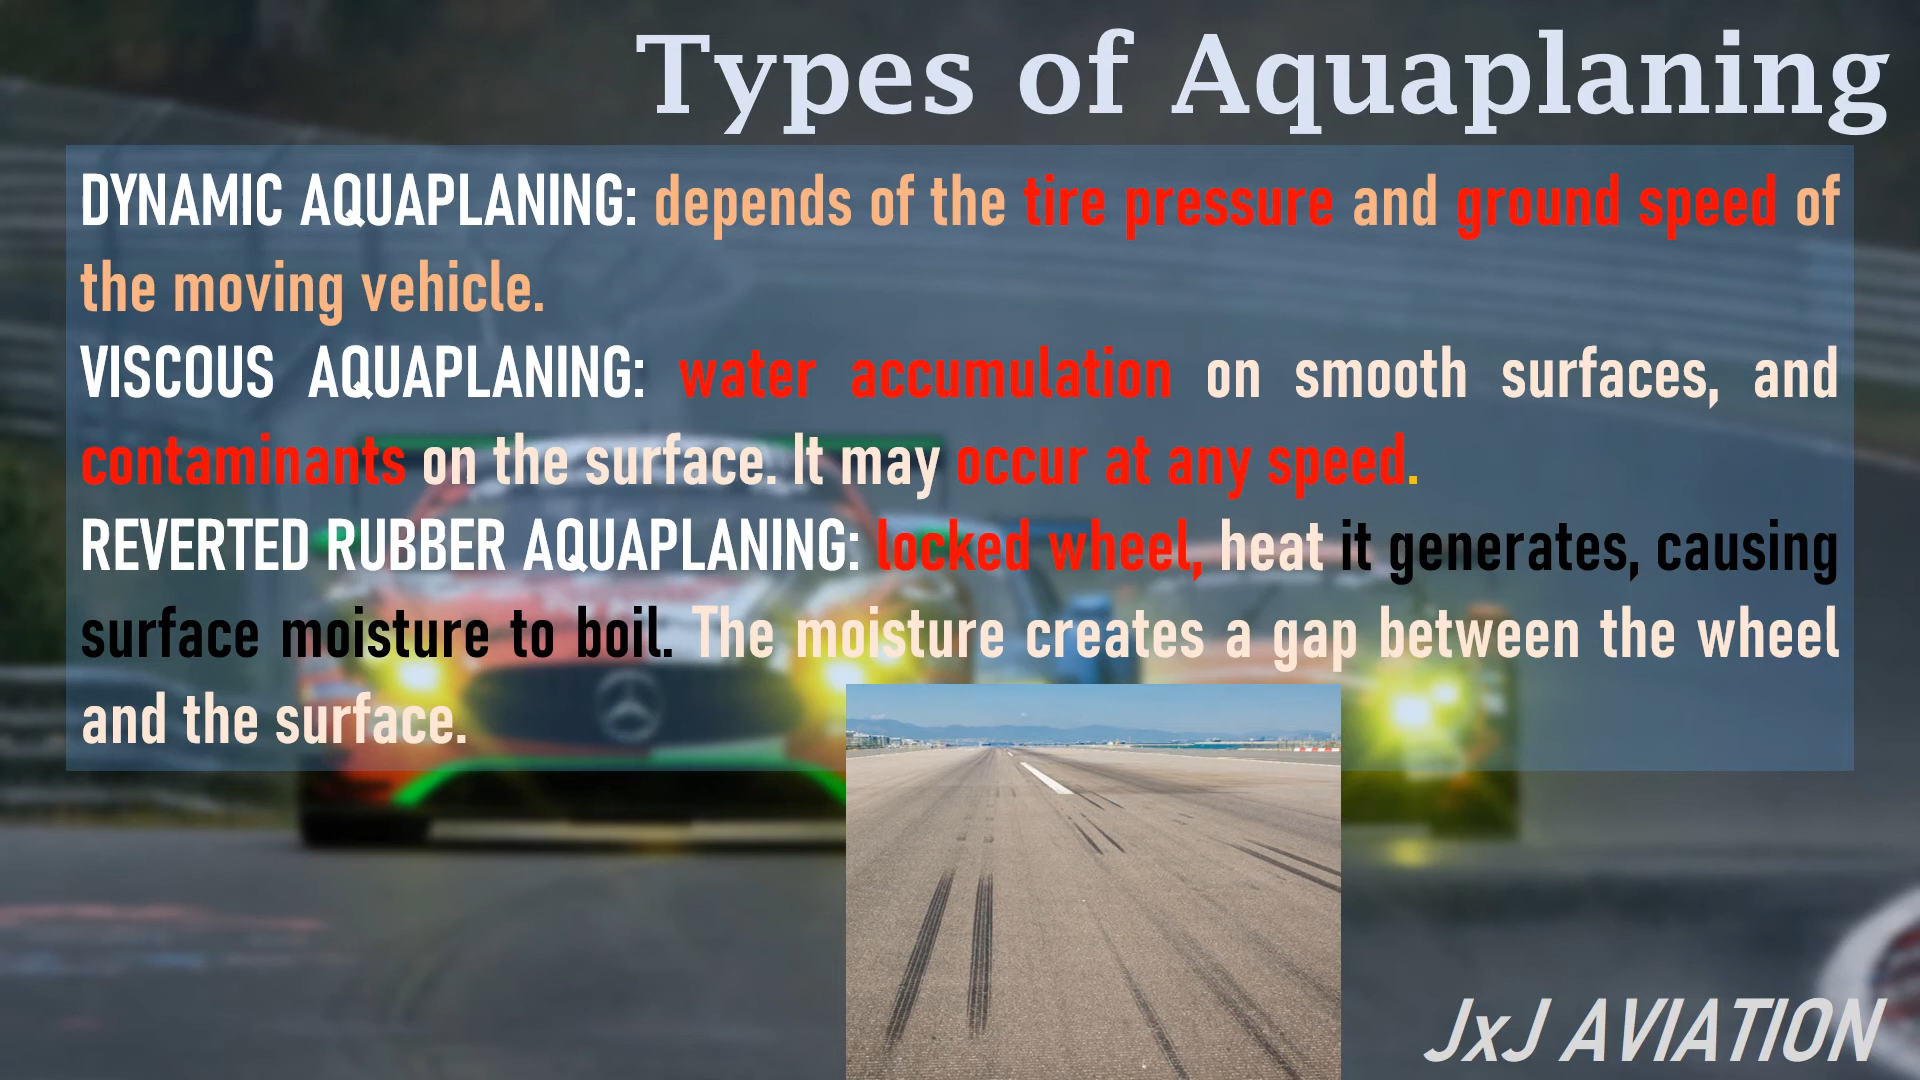 Types of Aquaplaning
DYNAMIC AQUAPLANING: depends of the tire pressure and ground speed of
the moving vehicle.
VISCOUS AQUAPLANING: water accumulation on smooth surfaces, and
contaminants on the surface. It may occur at any speed.
REVERTED RUBBER AQUAPLANING: locked wheel, heat it generates, causing
surface moisture to boil. The moisture creates a gap between the wheel
and the surface.
JxJ AVIATION